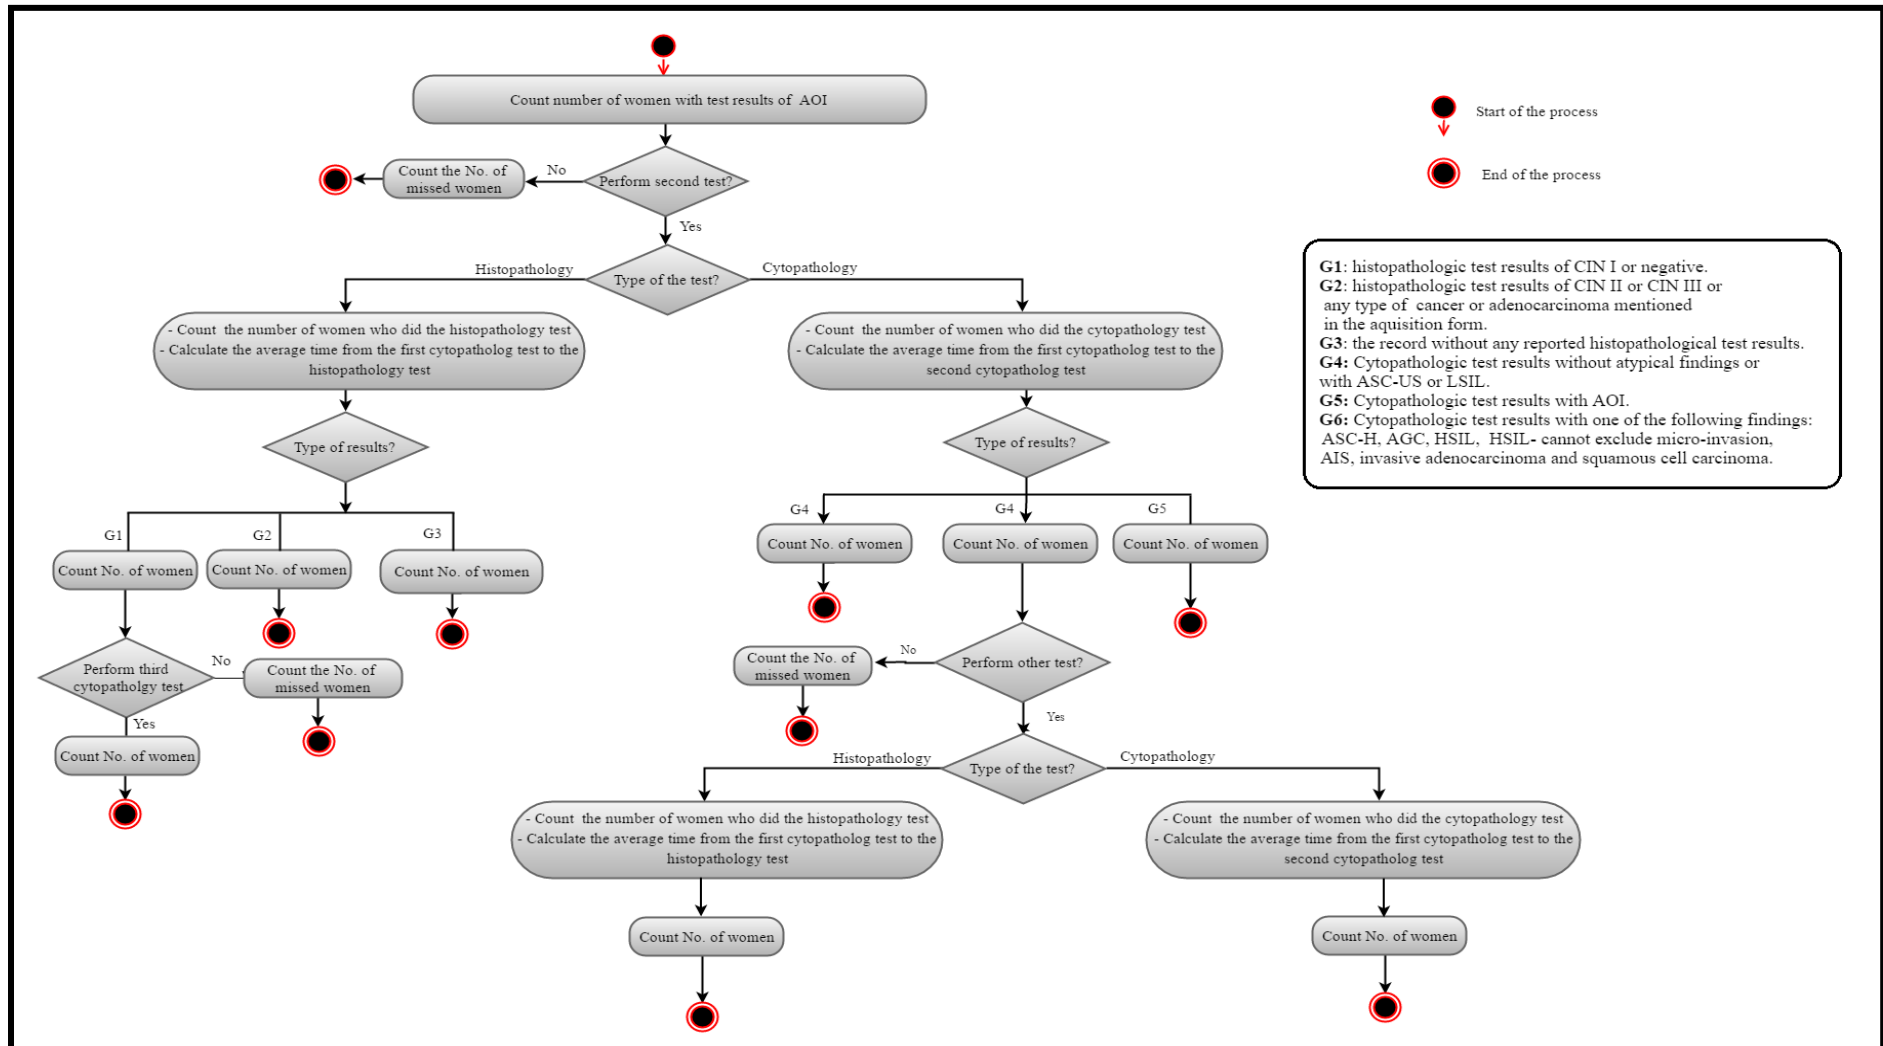 Count number of women with test results of AOI
Start of the process
End of the process
Count the No. of
missed women
No
Perform second test?
Yes
Histopathology
Type of the test?
Cytopathology
G1: histopathologic test results of CIN I or negative.
G2: histopathologic test results of CIN II or CIN III or
any type of cancer or adenocarcinoma mentioned
in the aquisition form.
G3: the record without any reported histopathological test results.
G4: Cytopathologic test results without atypical findings or
with ASC-US or LSIL.
G5: Cytopathologic test results with AOI.
G6: Cytopathologic test results with one of the following findings:
ASC-H, AGC, HSIL, HSIL- cannot exclude micro-invasion,
AIS, invasive adenocarcinoma and squamous cell carcinoma.
- Count the number of women who did the histopathology test
- Calculate the average time from the first cytopatholog test to the
histopathology test
- Count the number of women who did the cytopathology test
- Calculate the average time from the first cytopatholog test to the
second cytopatholog test
Type of results?
Type of results?
G1
G2
G3
Count No. of women
Count No. of women
Count No. of women
G4
G4
G5
Count No. of women
Count No. of women
Count No. of women
Perform third
cytopatholgy test
No
Count the No. of
missed women
Yes
Count No. of women
Count the No. of
missed women
No
Perform other test?
Yes
Histopathology
Type of the test?
Cytopathology
- Count the number of women who did the histopathology test
- Calculate the average time from the first cytopatholog test to the
histopathology test
- Count the number of women who did the cytopathology test
- Calculate the average time from the first cytopatholog test to the
second cytopatholog test
Count No. of women
Count No. of women